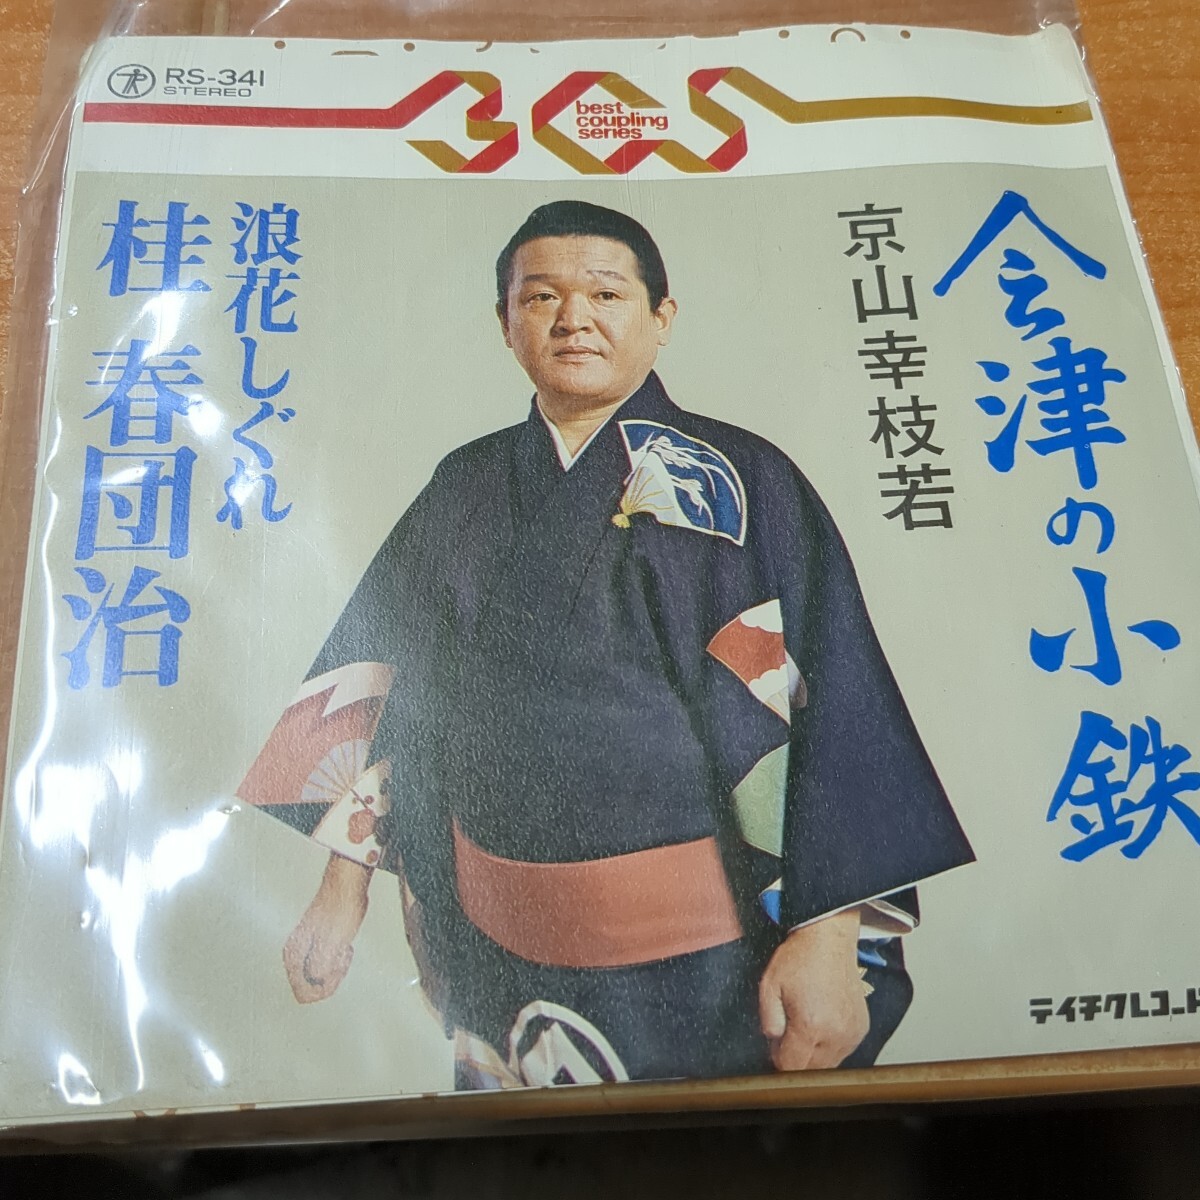 RS-341
STEREO
best
coupling
series
会津の小鉄
京山幸枝若
浪花しぐれ
桂 春団治
テイチクレコード